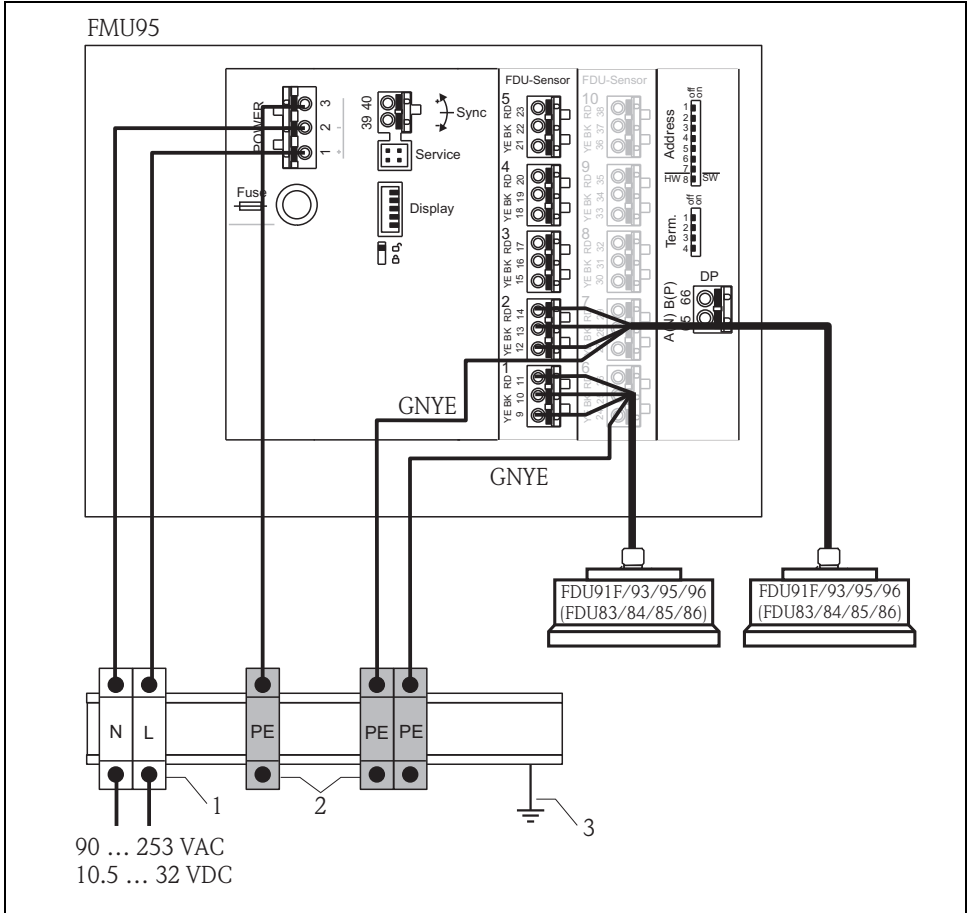 FMU95
POWER
3
2
1
Fuse
39 40
Sync
Service
Display
FDU-Sensor
5
YE BK RD
21 22 23
4
YE BK RD
18 19 20
3
YE BK RD
15 16 17
2
YE BK RD
12 13 14
1
YE BK RD
9 10 11
FDU-Sensor
10
YE BK RD
36 37 38
9
YE BK RD
33 34 35
8
YE BK RD
30 31 32
7
YE BK RD
6
YE BK RD
off
on
Address
1
2
3
4
5
6
7
HW 8 SW
off
on
Term.
1
2
3
4
DP
A(N) B(P)
66
GNYE
GNYE
FDU91F/93/95/96
(FDU83/84/85/86)
FDU91F/93/95/96
(FDU83/84/85/86)
N
L
PE
PE
PE
1
2
3
90 … 253 VAC
10.5 … 32 VDC